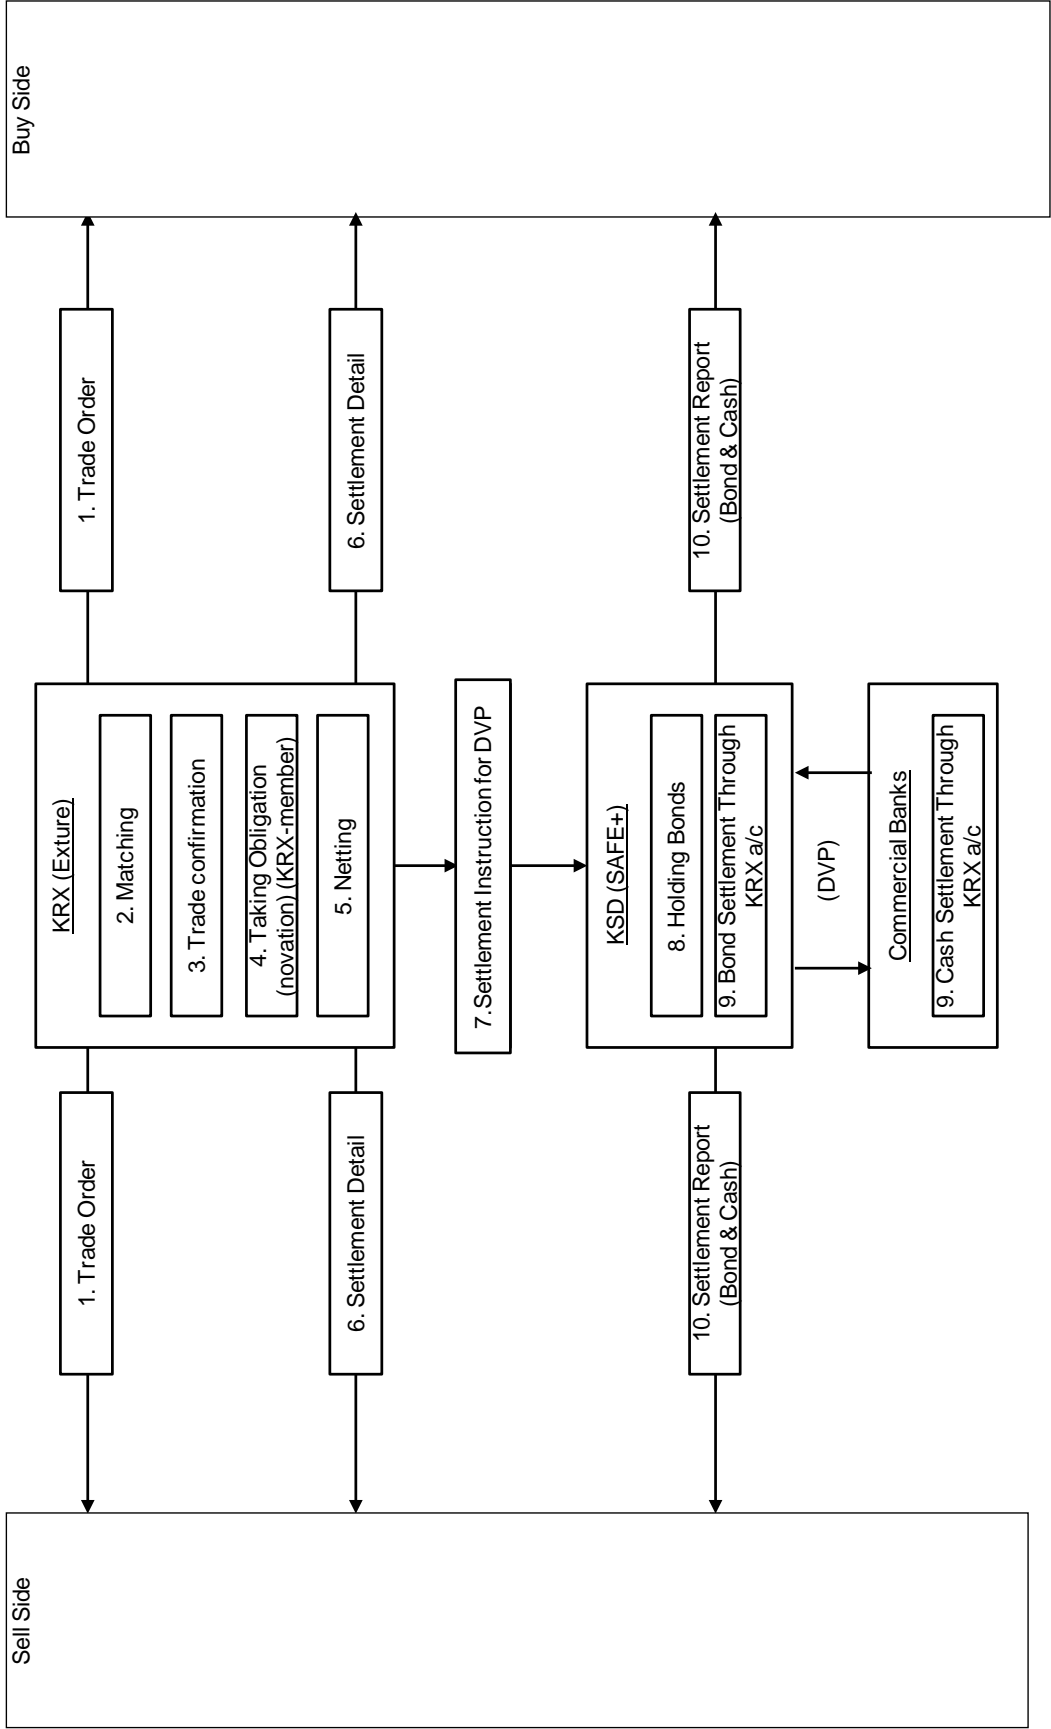 Sell Side
Buy Side
1. Trade Order
KRX (Exture)
1. Trade Order
2. Matching
3. Trade confirmation
4. Taking Obligation
(novation) (KRX-member)
5. Netting
6. Settlement Detail
6. Settlement Detail
7.Settlement Instruction for DVP
KSD (SAFE+)
8. Holding Bonds
10. Settlement Report
(Bond & Cash)
9. Bond Settlement Through
KRX a/c
10. Settlement Report
(Bond & Cash)
(DVP)
Commercial Banks
9. Cash Settlement Through
KRX a/c